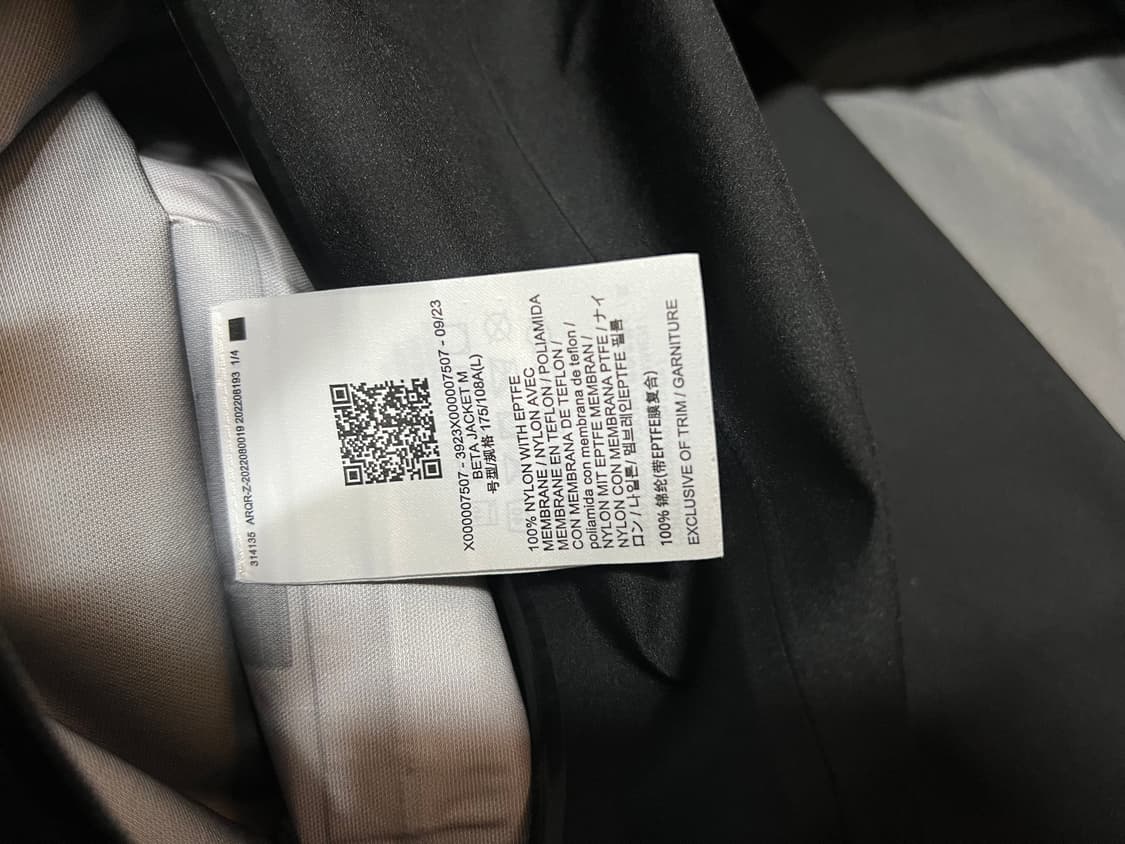 314135 ARQR-Z-2022080019 202208193 1/4
X000007507 - 3923X000007507 - 09/23
BETA JACKET M
号型/规格 175/108A(L)
100% NYLON WITH EPTFE
MEMBRANE / NYLON AVEC
MEMBRANE EN TEFLON / POLIAMIDA
CON MEMBRANA DE TEFLON /
poliamida con membrana de teflon /
NYLON MIT EPTFE MEMBRAN /
NYLON CON MEMBRANA PTFE / ナイ
ロン / 나일론/ 멤브레인EPTFE 필름
100% 锦纶(带EPTFE膜复合)
EXCLUSIVE OF TRIM / GARNITURE